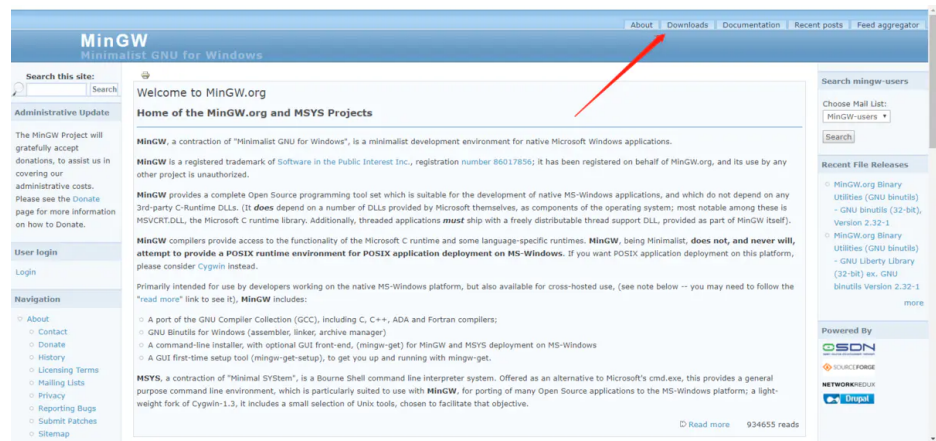 About
Downloads
Documentation
Recent posts
Feed aggregator
MinGW
Minimalist GNU for Windows
Search this site:
Search
Administrative Update
The MinGW Project will
gratefully accept
donations, to assist us in
covering our
administrative costs.
Please see the Donate
page for more information
on how to Donate.
User login
Login
Navigation
About
Contact
Donate
History
Licensing Terms
Mailing Lists
Privacy
Reporting Bugs
Submit Patches
Sitemap
Welcome to MinGW.org
Home of the MinGW.org and MSYS Projects
MinGW, a contraction of "Minimalist GNU for Windows", is a minimalist development environment for native Microsoft Windows applications.
MinGW is a registered trademark of Software in the Public Interest Inc., registration number 86017856; it has been registered on behalf of MinGW.org, and its use by any
other project is unauthorized.
MinGW provides a complete Open Source programming tool set which is suitable for the development of native MS-Windows applications, and which do not depend on any
3rd-party C-Runtime DLLs. (It does depend on a number of DLLs provided by Microsoft themselves, as components of the operating system; most notable among these is
MSVCRT.DLL, the Microsoft C runtime library. Additionally, threaded applications must ship with a freely distributable thread support DLL, provided as part of MinGW itself).
MinGW compilers provide access to the functionality of the Microsoft C runtime and some language-specific runtimes. MinGW, being Minimalist, does not, and never will,
attempt to provide a POSIX runtime environment for POSIX application deployment on MS-Windows. If you want POSIX application deployment on this platform,
please consider Cygwin instead.
Primarily intended for use by developers working on the native MS-Windows platform, but also available for cross-hosted use, (see note below -- you may need to follow the
"read more" link to see it), MinGW includes:
A port of the GNU Compiler Collection (GCC), including C, C++, ADA and Fortran compilers;
GNU Binutils for Windows (assembler, linker, archive manager)
A command-line installer, with optional GUI front-end, (mingw-get) for MinGW and MSYS deployment on MS-Windows
A GUI first-time setup tool (mingw-get-setup), to get you up and running with mingw-get.
MSYS, a contraction of "Minimal SYStem", is a Bourne Shell command line interpreter system. Offered as an alternative to Microsoft's cmd.exe, this provides a general
purpose command line environment, which is particularly suited to use with MinGW, for porting of many Open Source applications to the MS-Windows platform; a light-
weight fork of Cygwin-1.3, it includes a small selection of Unix tools, chosen to facilitate that objective.
Read more 934655 reads
Search mingw-users
Choose Mail List:
MinGW-users
Search
Recent File Releases
MinGW.org Binary
Utilities (GNU binutils)
- GNU binutils (32-bit),
Version 2.32-1
MinGW.org Binary
Utilities (GNU binutils)
- GNU Liberty Library
(32-bit) ex. GNU
binutils Version 2.32-1
more
Powered By
OSDN
SOURCEFORGE
NETWORKREDUX
Drupal